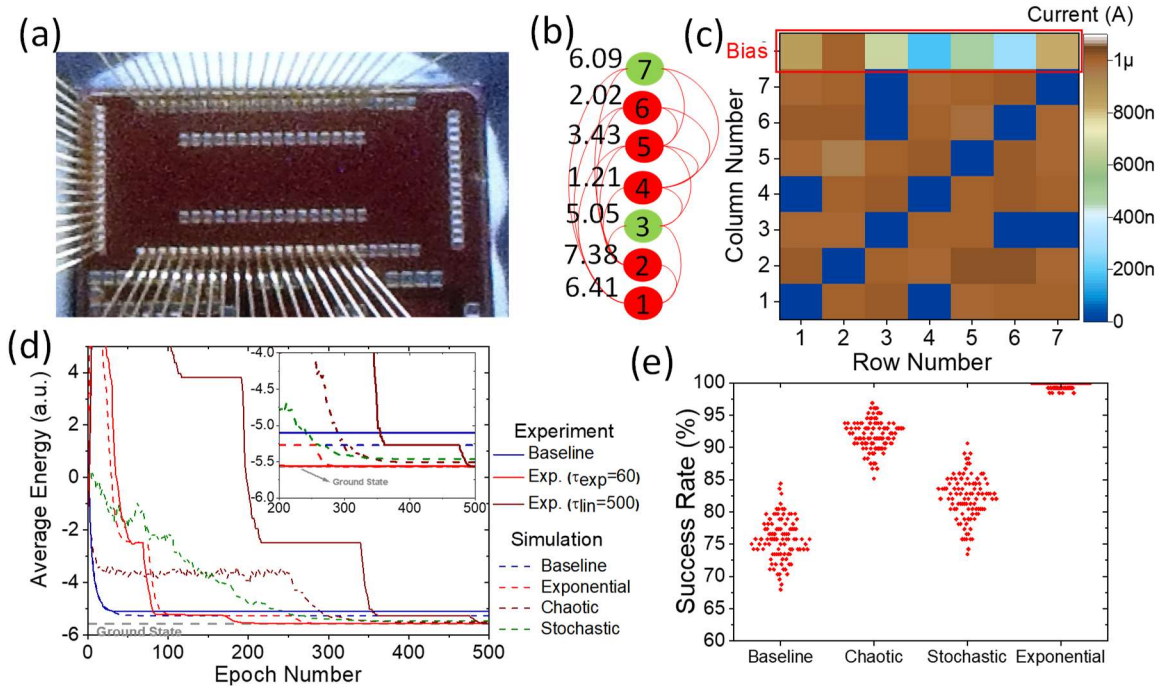 (a)
(b)
6.09
7
2.02
6
3.43
5
1.21
4
5.05
3
7.38
2
6.41
1
(c)
Current (A)
Bias
7
6
5
4
3
2
1
Column Number
1 2 3 4 5 6 7
Row Number
1µ
800n
600n
400n
200n
0
(d)
Average Energy (a.u.)
4
2
0
-2
-4
-6
0 100 200 300 400 500
Epoch Number
Ground State
-4.0
-4.5
-5.0
-5.5
-6.0
200 300 400 500
Ground State
Experiment
Baseline
Exp. (τexp=60)
Exp. (τlin=500)
Simulation
Baseline
Exponential
Chaotic
Stochastic
(e)
Success Rate (%)
100
95
90
85
80
75
70
65
60
Baseline Chaotic Stochastic Exponential